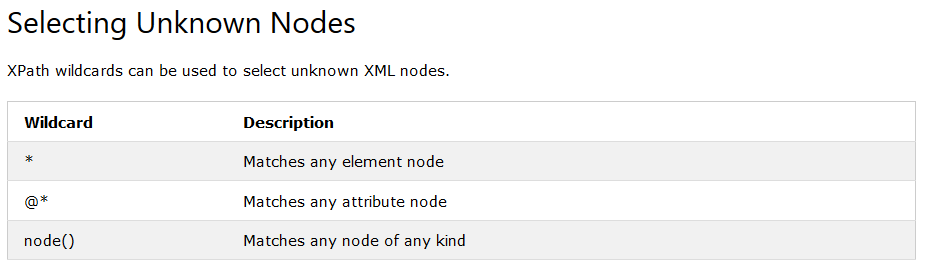 Selecting Unknown Nodes
XPath wildcards can be used to select unknown XML nodes.
Wildcard Description
* Matches any element node
@* Matches any attribute node
node() Matches any node of any kind